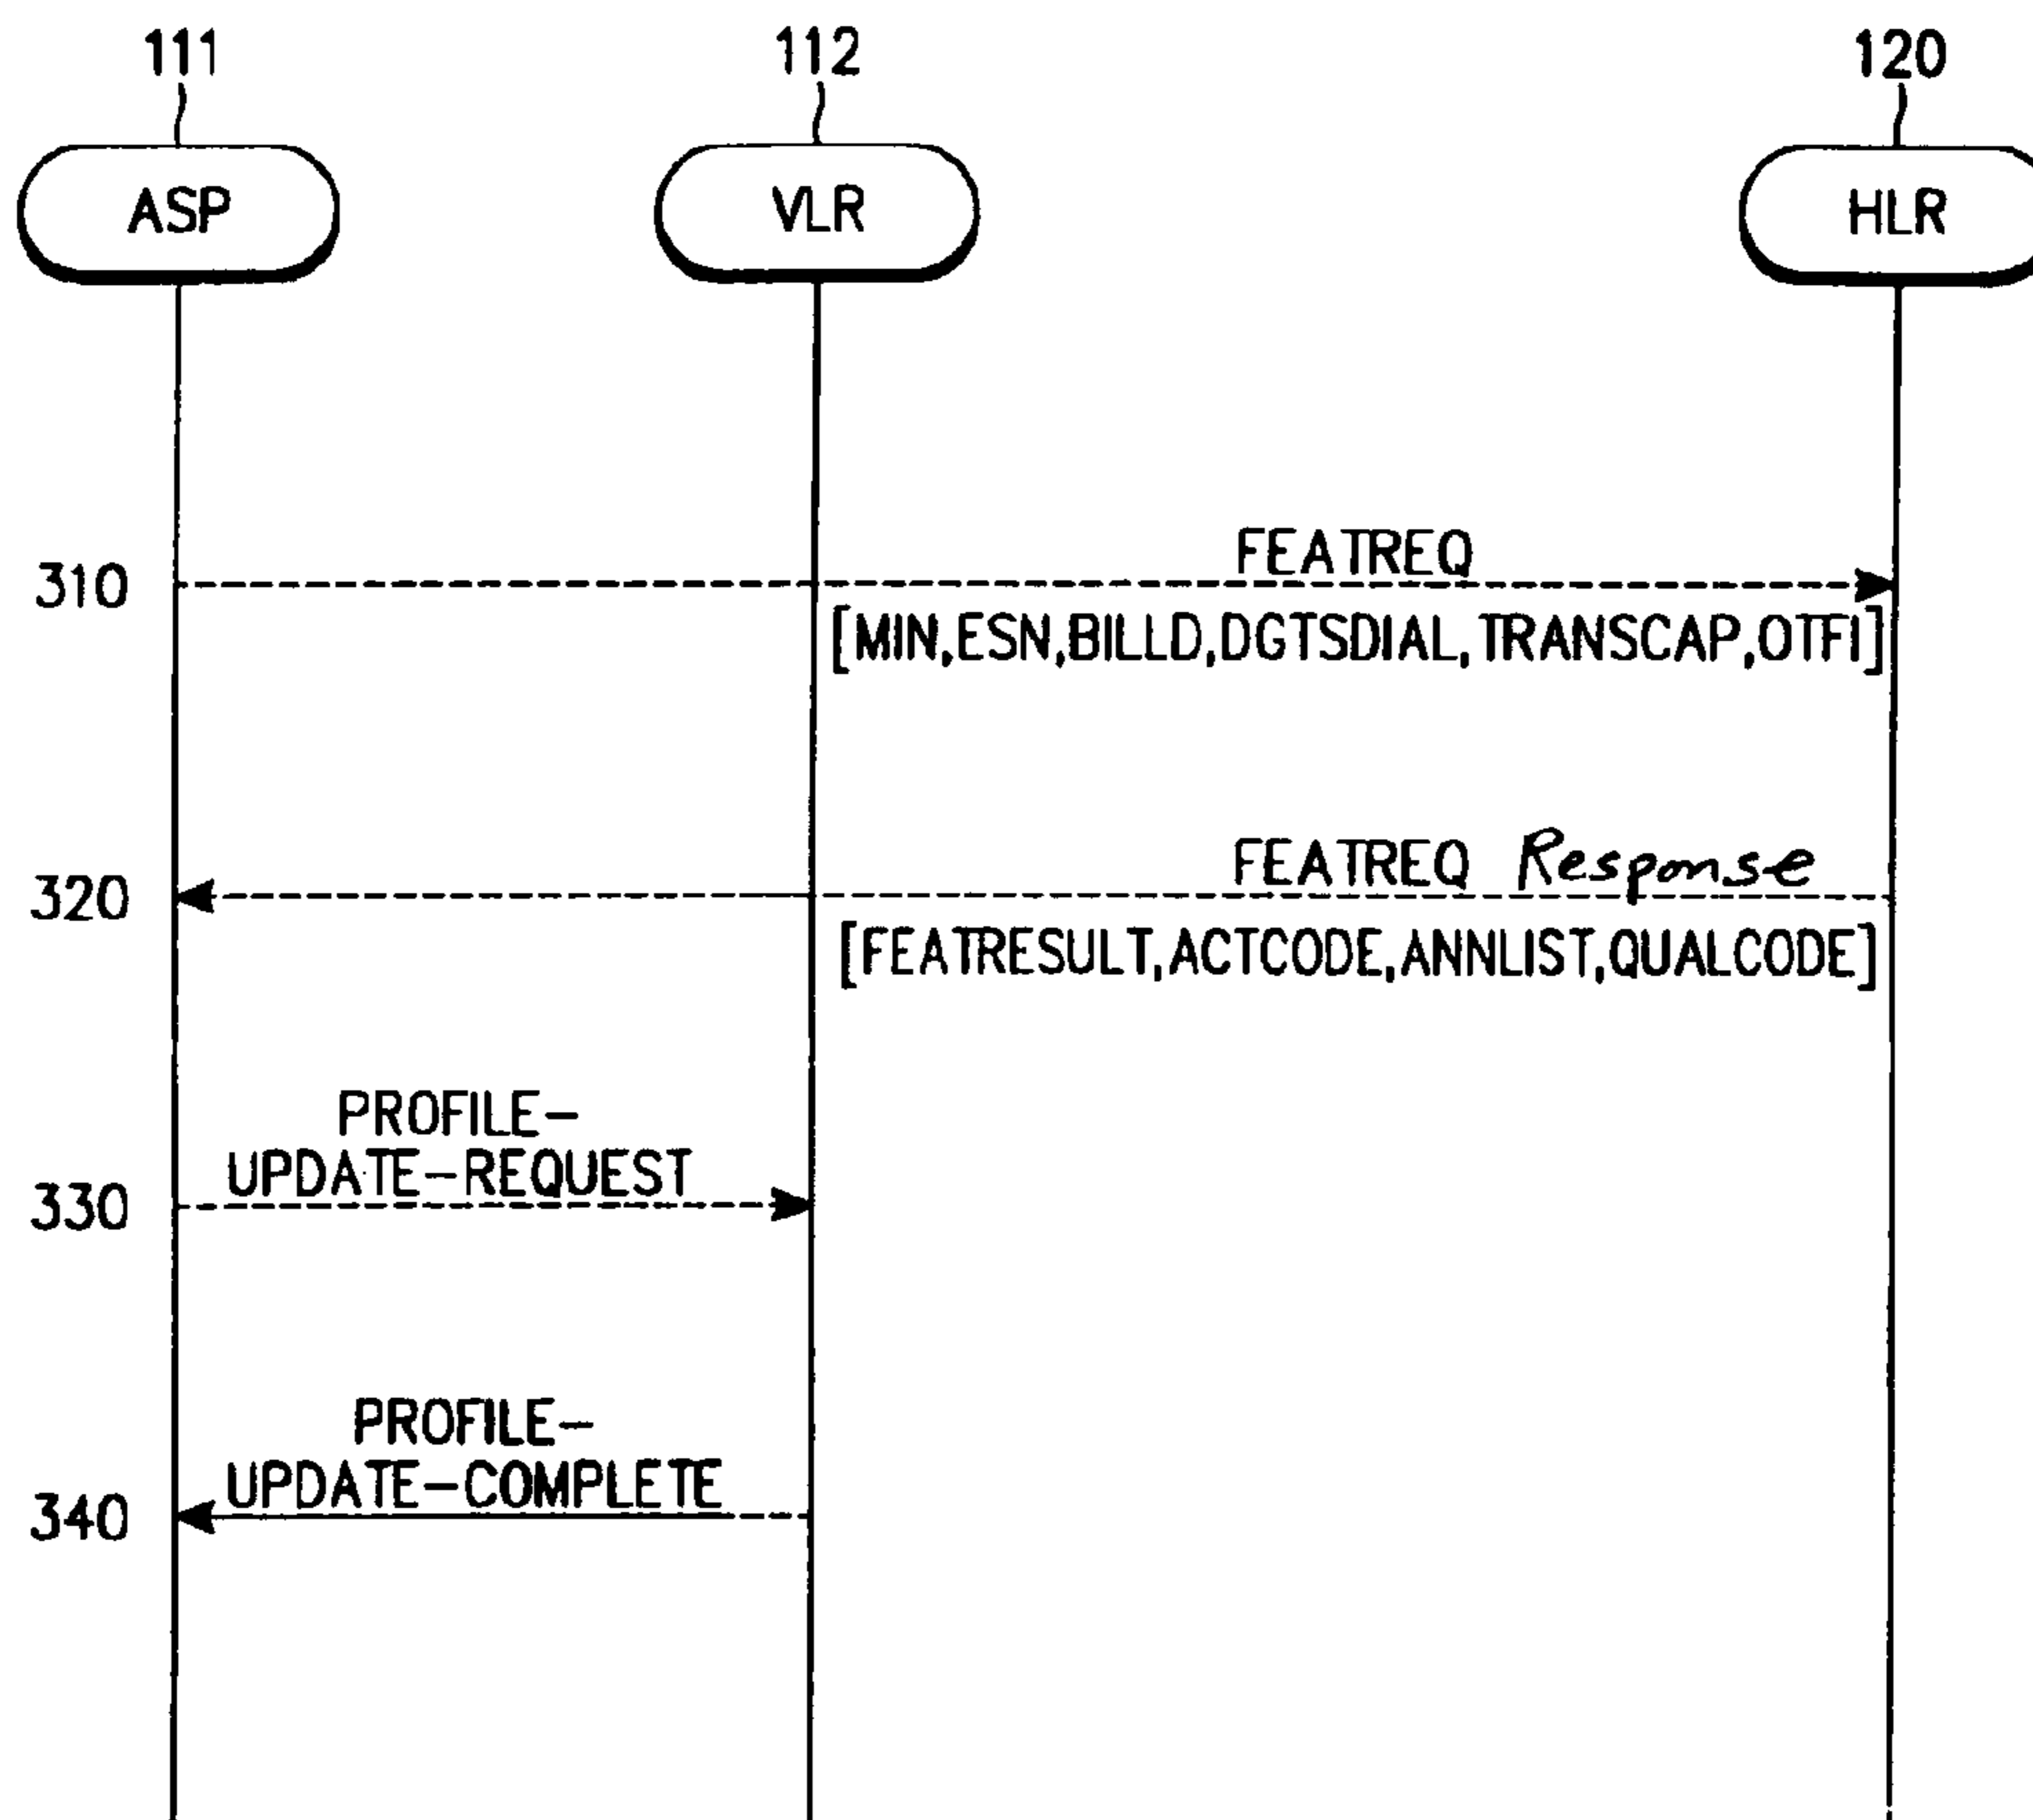 111 112 120
ASP VLR HLR
310 FEATREQ
[MIN,ESN,BILLD,DGTSDIAL,TRANSCAP,OTFI]
320 FEATREQ Response
[FEATRESULT,ACTCODE,ANNLIST,QUALCODE]
PROFILE-
330 UPDATE-REQUEST
PROFILE-
340 UPDATE-COMPLETE